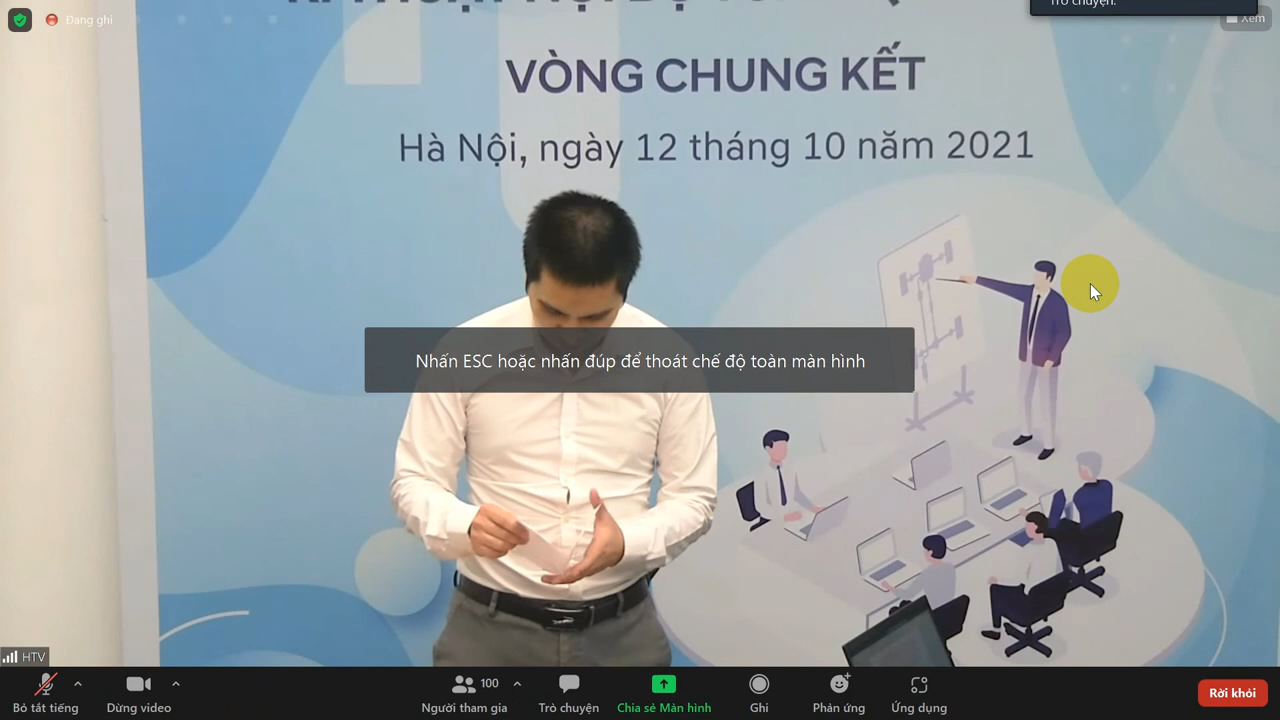 Đang ghi
Trò chuyện.
Xem
VÒNG CHUNG KẾT
Hà Nội, ngày 12 tháng 10 năm 2021
Nhấn ESC hoặc nhấn đúp để thoát chế độ toàn màn hình
HTV
Bỏ tắt tiếng
Dừng video
100
Người tham gia
Trò chuyện
Chia sẻ Màn hình
Ghi
Phản ứng
Ứng dụng
Rời khỏi